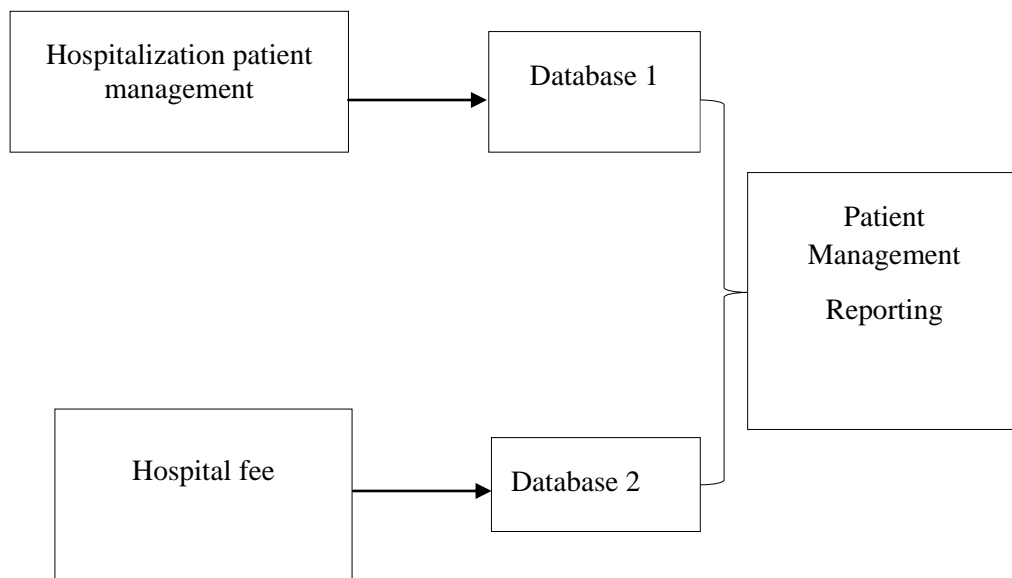 Hospitalization patient
management
Database 1
Patient
Management
Reporting
Hospital fee
Database 2